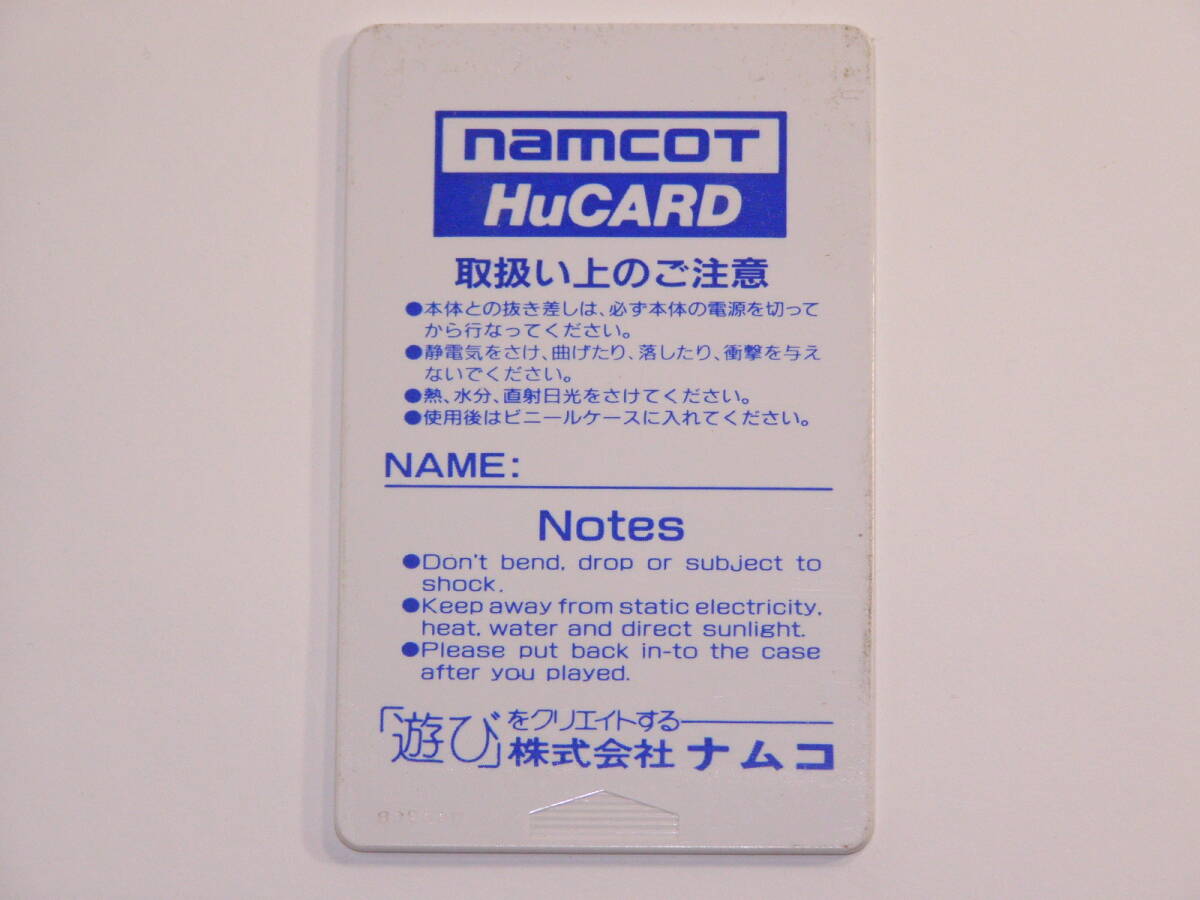 namcoT
HuCARD
取扱い上のご注意
●本体との抜き差しは、必ず本体の電源を切って
から行なってください。
●静電気をさけ、曲げたり、落したり、衝撃を与え
ないでください。
●熱、水分、直射日光をさけてください。
●使用後はビニールケースに入れてください。
NAME:
Notes
●Don't bend, drop or subject to
shock.
●Keep away from static electricity,
heat, water and direct sunlight.
●Please put back in-to the case
after you played.
「遊び」をクリエイトする
株式会社ナムコ